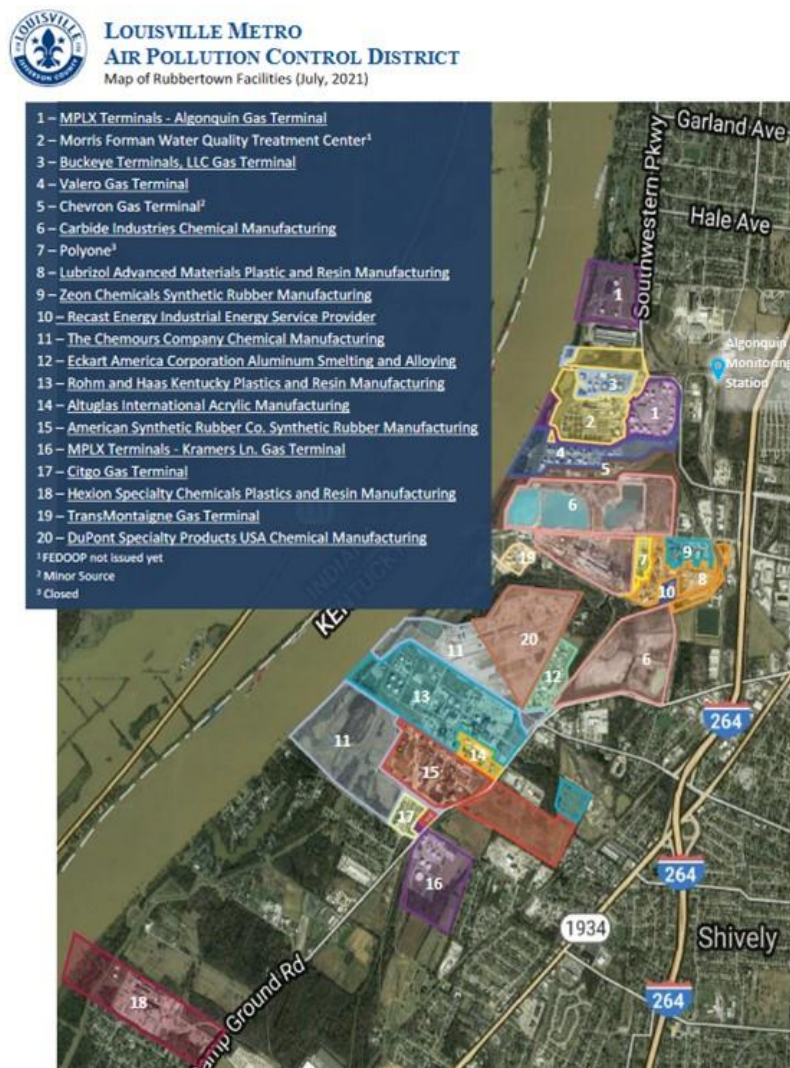 LOUISVILLE
JEFFERSON COUNTY
LOUISVILLE METRO
AIR POLLUTION CONTROL DISTRICT
Map of Rubbertown Facilities (July, 2021)
1 – MPLX Terminals - Algonquin Gas Terminal
2 – Morris Forman Water Quality Treatment Center¹
3 – Buckeye Terminals, LLC Gas Terminal
4 – Valero Gas Terminal
5 – Chevron Gas Terminal²
6 – Carbide Industries Chemical Manufacturing
7 – Polyone³
8 – Lubrizol Advanced Materials Plastic and Resin Manufacturing
9 – Zeon Chemicals Synthetic Rubber Manufacturing
10 – Recast Energy Industrial Energy Service Provider
11 – The Chemours Company Chemical Manufacturing
12 – Eckart America Corporation Aluminum Smelting and Alloying
13 – Rohm and Haas Kentucky Plastics and Resin Manufacturing
14 – Altuglas International Acrylic Manufacturing
15 – American Synthetic Rubber Co. Synthetic Rubber Manufacturing
16 – MPLX Terminals - Kramers Ln. Gas Terminal
17 – Citgo Gas Terminal
18 – Hexion Specialty Chemicals Plastics and Resin Manufacturing
19 – TransMontaigne Gas Terminal
20 – DuPont Specialty Products USA Chemical Manufacturing
¹ FEDOOP not issued yet
² Minor Source
³ Closed
Garland Ave
Southwestern Pkwy
Hale Ave
1
Algonquin
Monitoring
Station
3
2
1
4
5
6
19
7
9
8
10
INDIANA
KENTUCKY
KEN
11
20
12
6
13
264
11
14
15
17
16
264
1934
Shively
264
18
amp Ground Rd